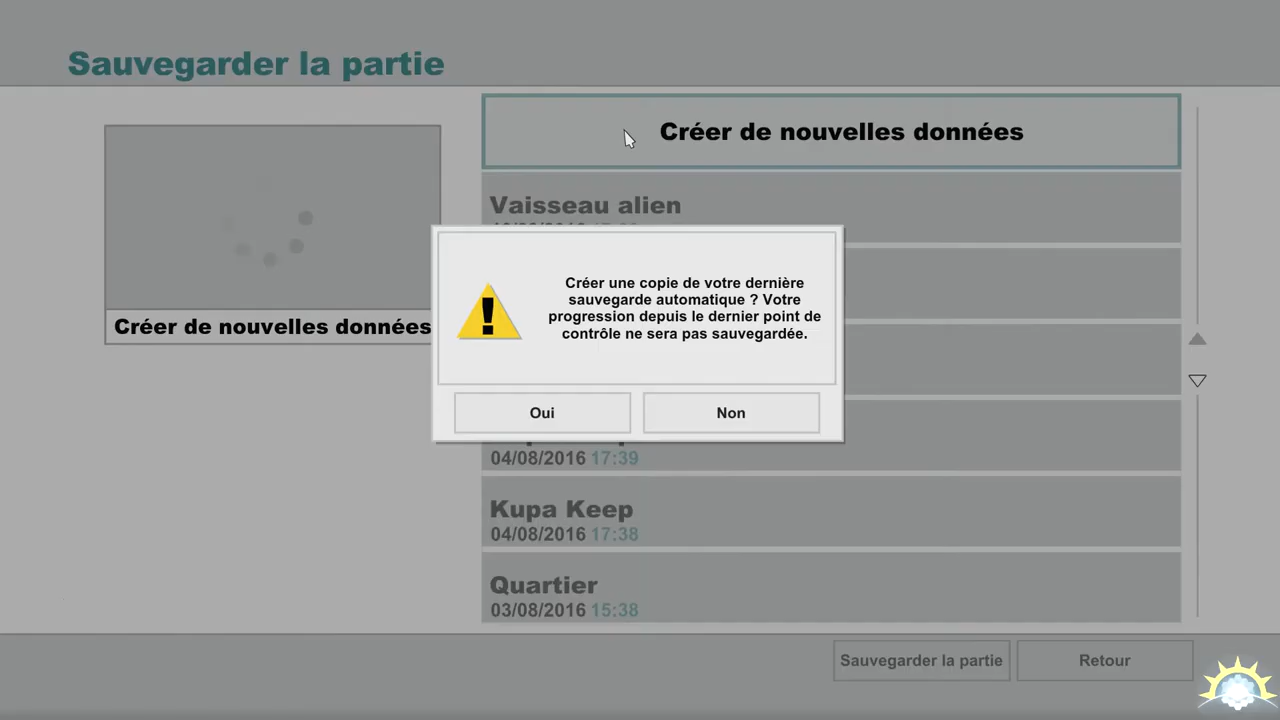 Sauvegarder la partie
Créer de nouvelles données
Vaisseau alien
Créer une copie de votre dernière
sauvegarde automatique ? Votre
progression depuis le dernier point de
contrôle ne sera pas sauvegardée.
Créer de nouvelles données
Oui
Non
04/08/2016 17:39
Kupa Keep
04/08/2016 17:38
Quartier
03/08/2016 15:38
Sauvegarder la partie
Retour